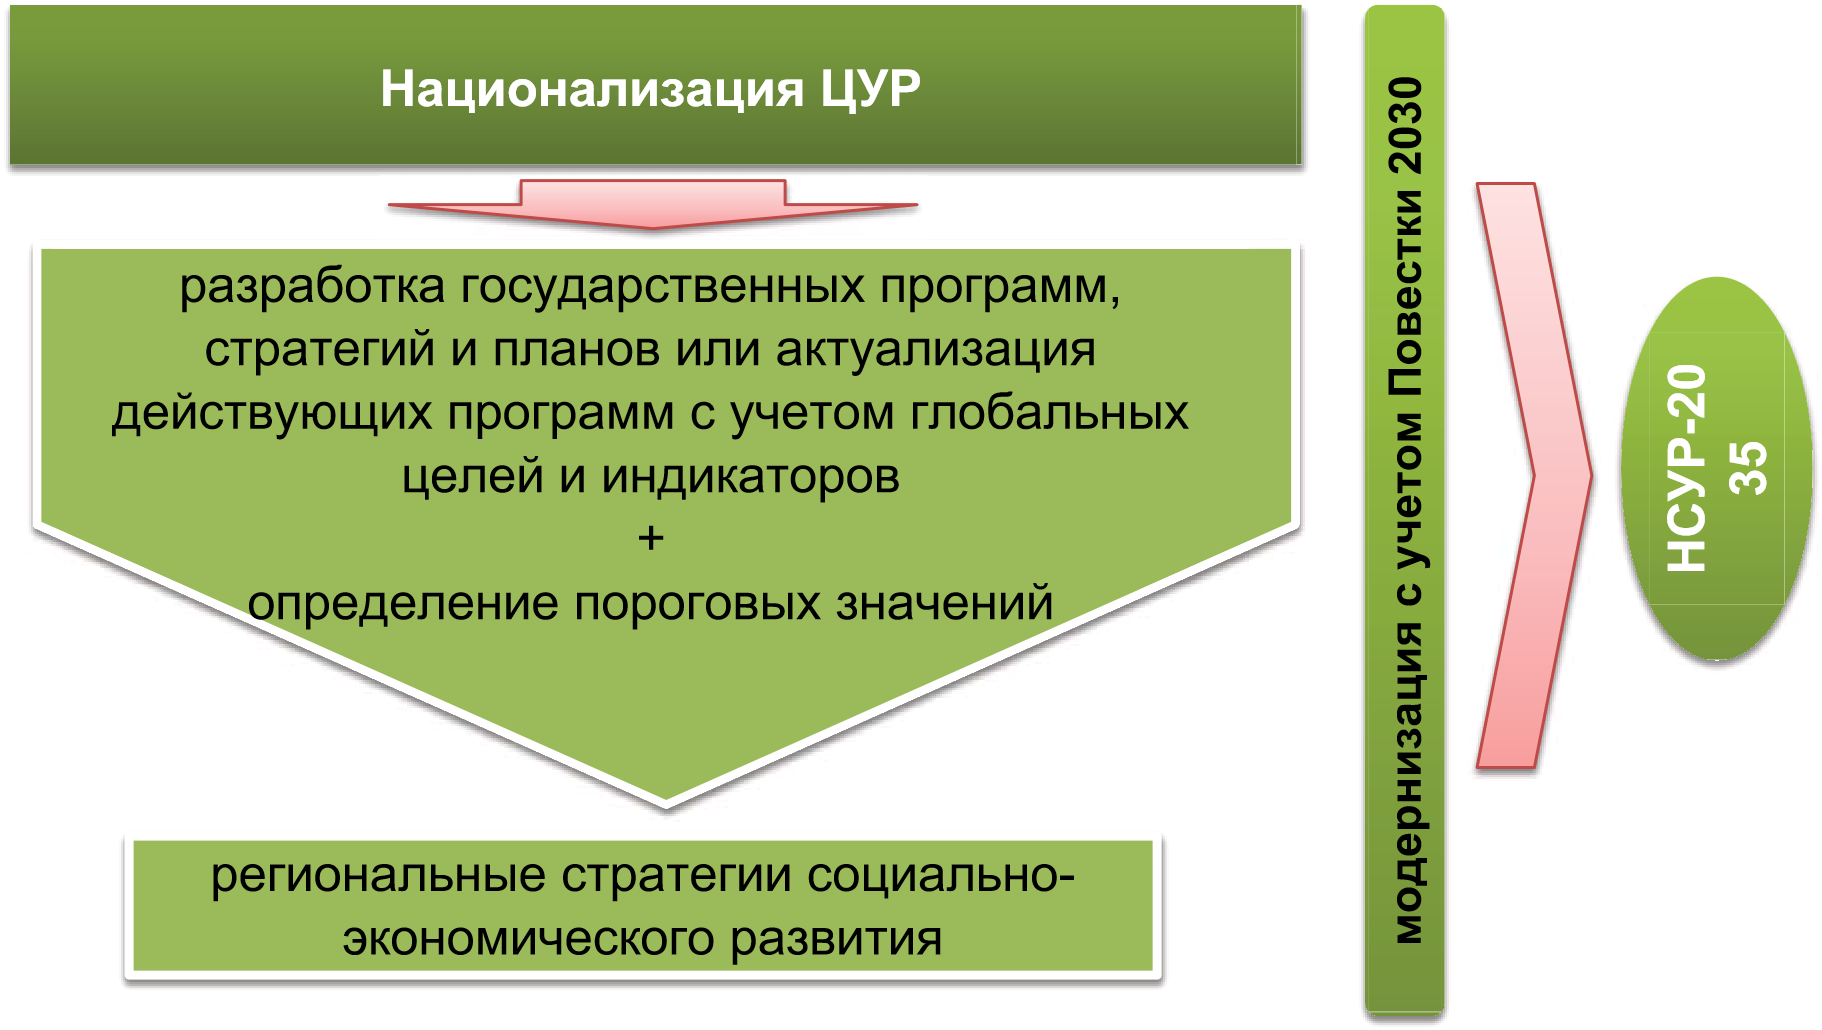 Национализация ЦУР
разработка государственных программ,
стратегий и планов или актуализация
действующих программ с учетом глобальных
целей и индикаторов
+
определение пороговых значений
региональные стратегии социально-
экономического развития
модернизация с учетом Повестки 2030
НСУР-20
35